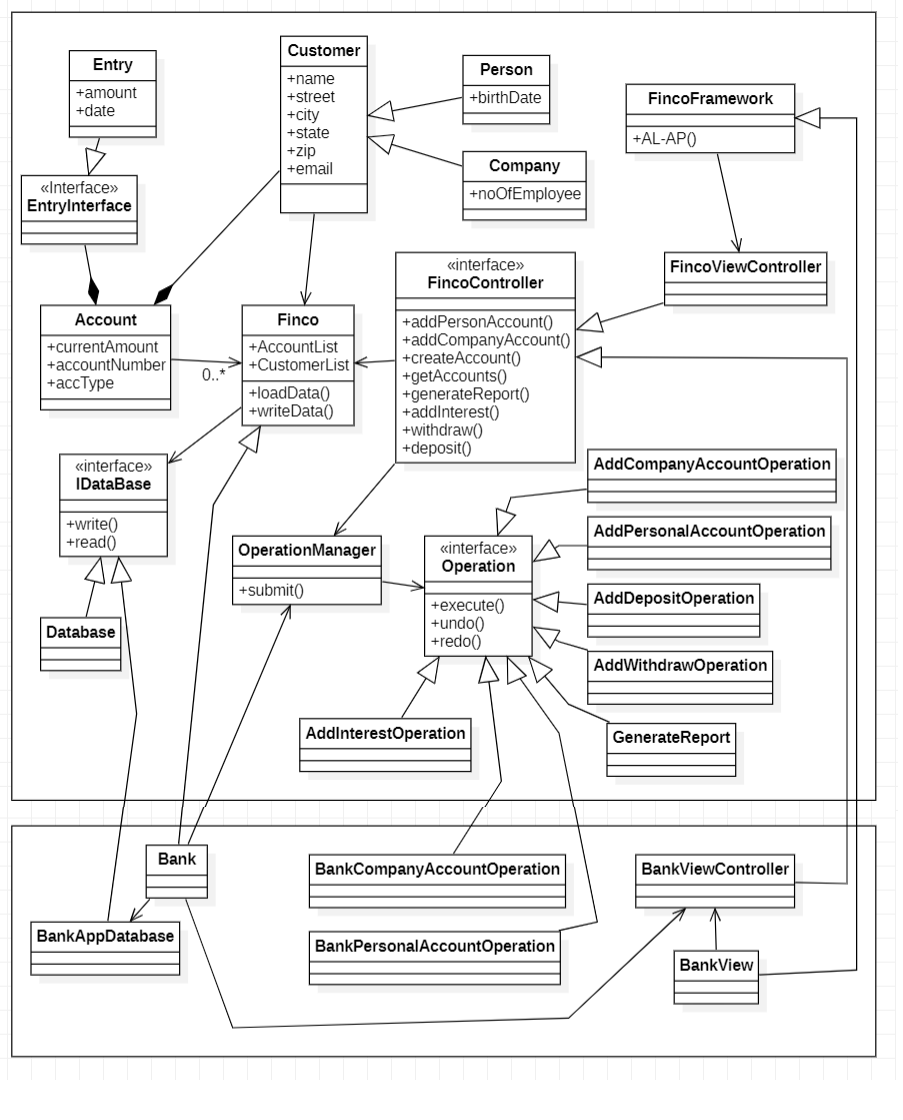 Entry
+amount
+date
Customer
+name
+street
+city
+state
+zip
+email
Person
+birthDate
Company
+noOfEmployee
FincoFramework
+AL-AP()
«Interface»
EntryInterface
FincoViewController
«interface»
FincoController
+addPersonAccount()
+addCompanyAccount()
+createAccount()
+getAccounts()
+generateReport()
+addInterest()
+withdraw()
+deposit()
Account
+currentAmount
+accountNumber
+accType
0..*
Finco
+AccountList
+CustomerList
+loadData()
+writeData()
«interface»
IDataBase
+write()
+read()
AddCompanyAccountOperation
AddPersonalAccountOperation
OperationManager
+submit()
«interface»
Operation
+execute()
+undo()
+redo()
AddDepositOperation
Database
AddWithdrawOperation
AddInterestOperation
GenerateReport
Bank
BankCompanyAccountOperation
BankViewController
BankAppDatabase
BankPersonalAccountOperation
BankView